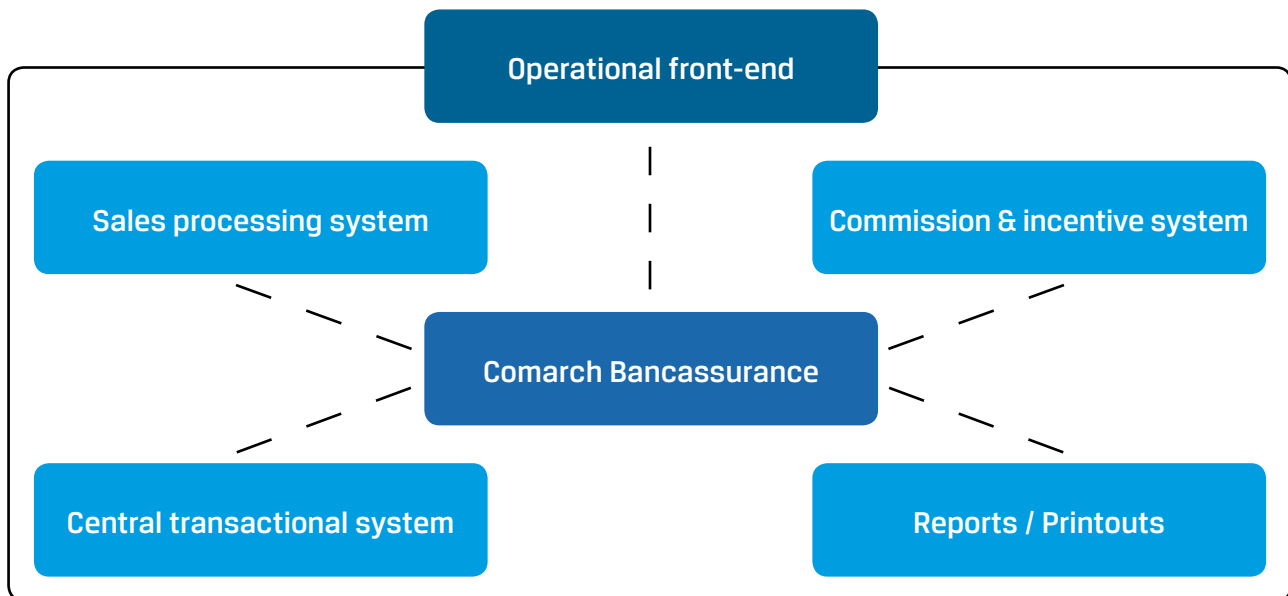 Operational front-end
Sales processing system
Commission & incentive system
Comarch Bancassurance
Central transactional system
Reports / Printouts